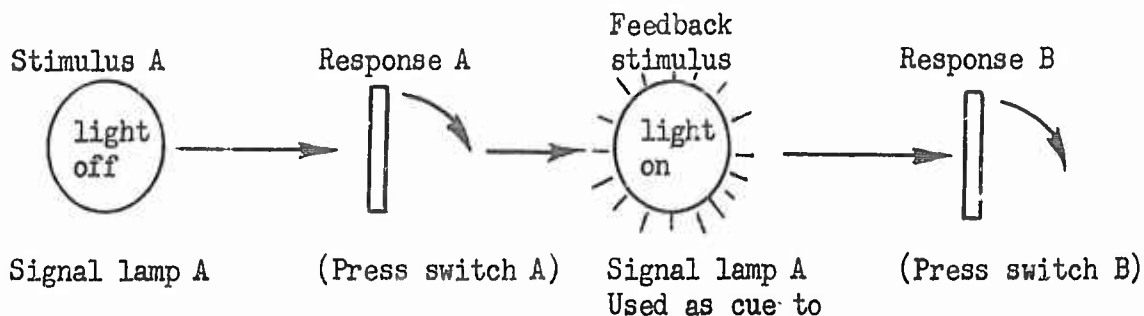 Stimulus A
Response A
Feedback
stimulus
Response B
light
off
light
on
Signal lamp A
(Press switch A)
Signal lamp A
Used as cue to
(Press switch B)